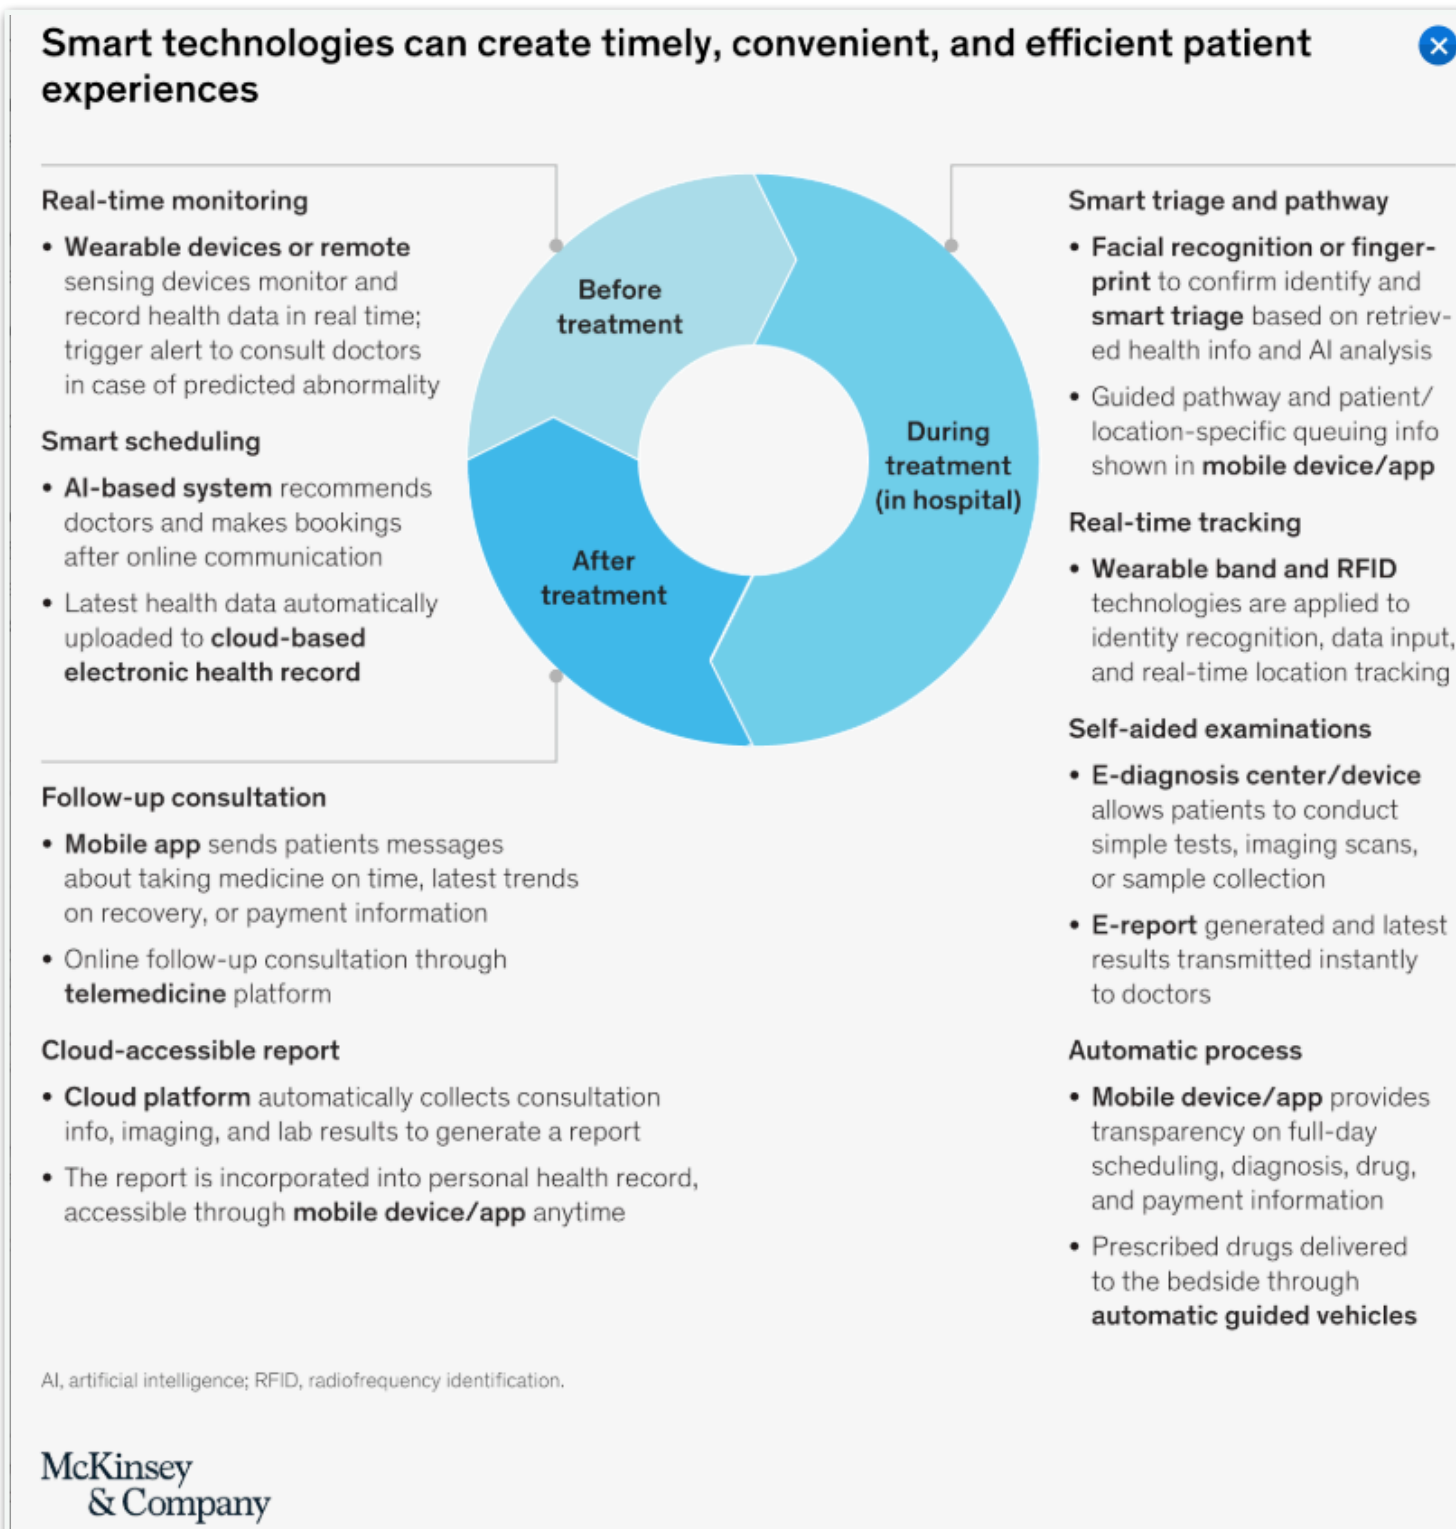 Smart technologies can create timely, convenient, and efficient patient
experiences
Real-time monitoring
• Wearable devices or remote
sensing devices monitor and
record health data in real time;
trigger alert to consult doctors
in case of predicted abnormality
Smart scheduling
• AI-based system recommends
doctors and makes bookings
after online communication
• Latest health data automatically
uploaded to cloud-based
electronic health record
Before
treatment
During
treatment
(in hospital)
After
treatment
Smart triage and pathway
• Facial recognition or finger-
print to confirm identify and
smart triage based on retriev-
ed health info and AI analysis
• Guided pathway and patient/
location-specific queuing info
shown in mobile device/app
Real-time tracking
• Wearable band and RFID
technologies are applied to
identity recognition, data input,
and real-time location tracking
Self-aided examinations
• E-diagnosis center/device
allows patients to conduct
simple tests, imaging scans,
or sample collection
• E-report generated and latest
results transmitted instantly
to doctors
Automatic process
• Mobile device/app provides
transparency on full-day
scheduling, diagnosis, drug,
and payment information
• Prescribed drugs delivered
to the bedside through
automatic guided vehicles
Follow-up consultation
• Mobile app sends patients messages
about taking medicine on time, latest trends
on recovery, or payment information
• Online follow-up consultation through
telemedicine platform
Cloud-accessible report
• Cloud platform automatically collects consultation
info, imaging, and lab results to generate a report
• The report is incorporated into personal health record,
accessible through mobile device/app anytime
AI, artificial intelligence; RFID, radiofrequency identification.
McKinsey
& Company